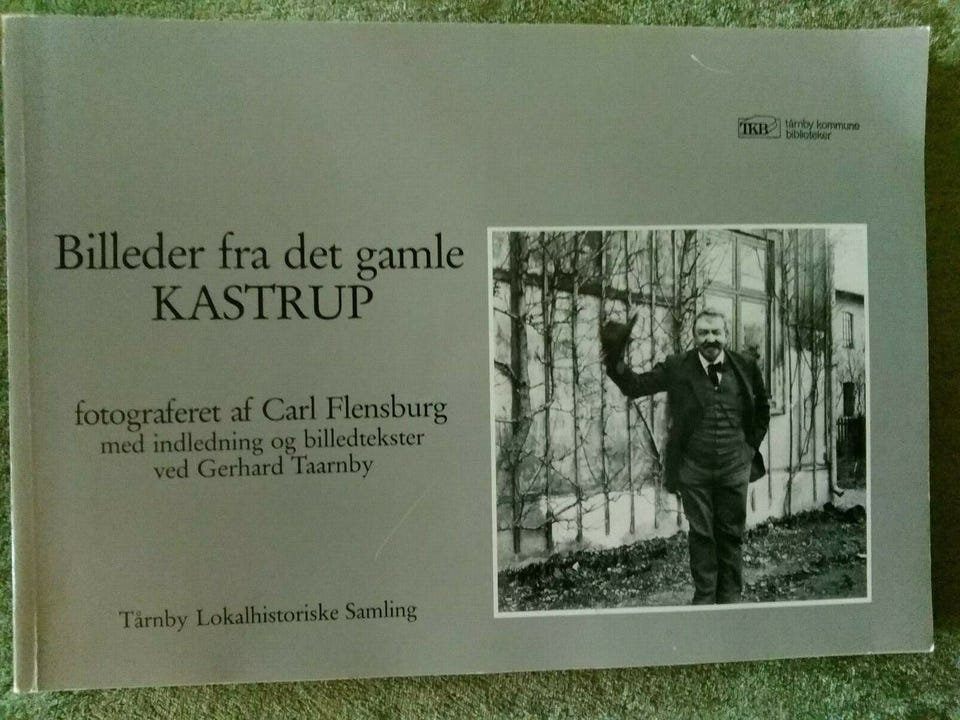 TKB
tårnby kommune
biblioteker
Billeder fra det gamle
KASTRUP
fotograferet af Carl Flensburg
med indledning og billedtekster
ved Gerhard Taarnby
Tårnby Lokalhistoriske Samling